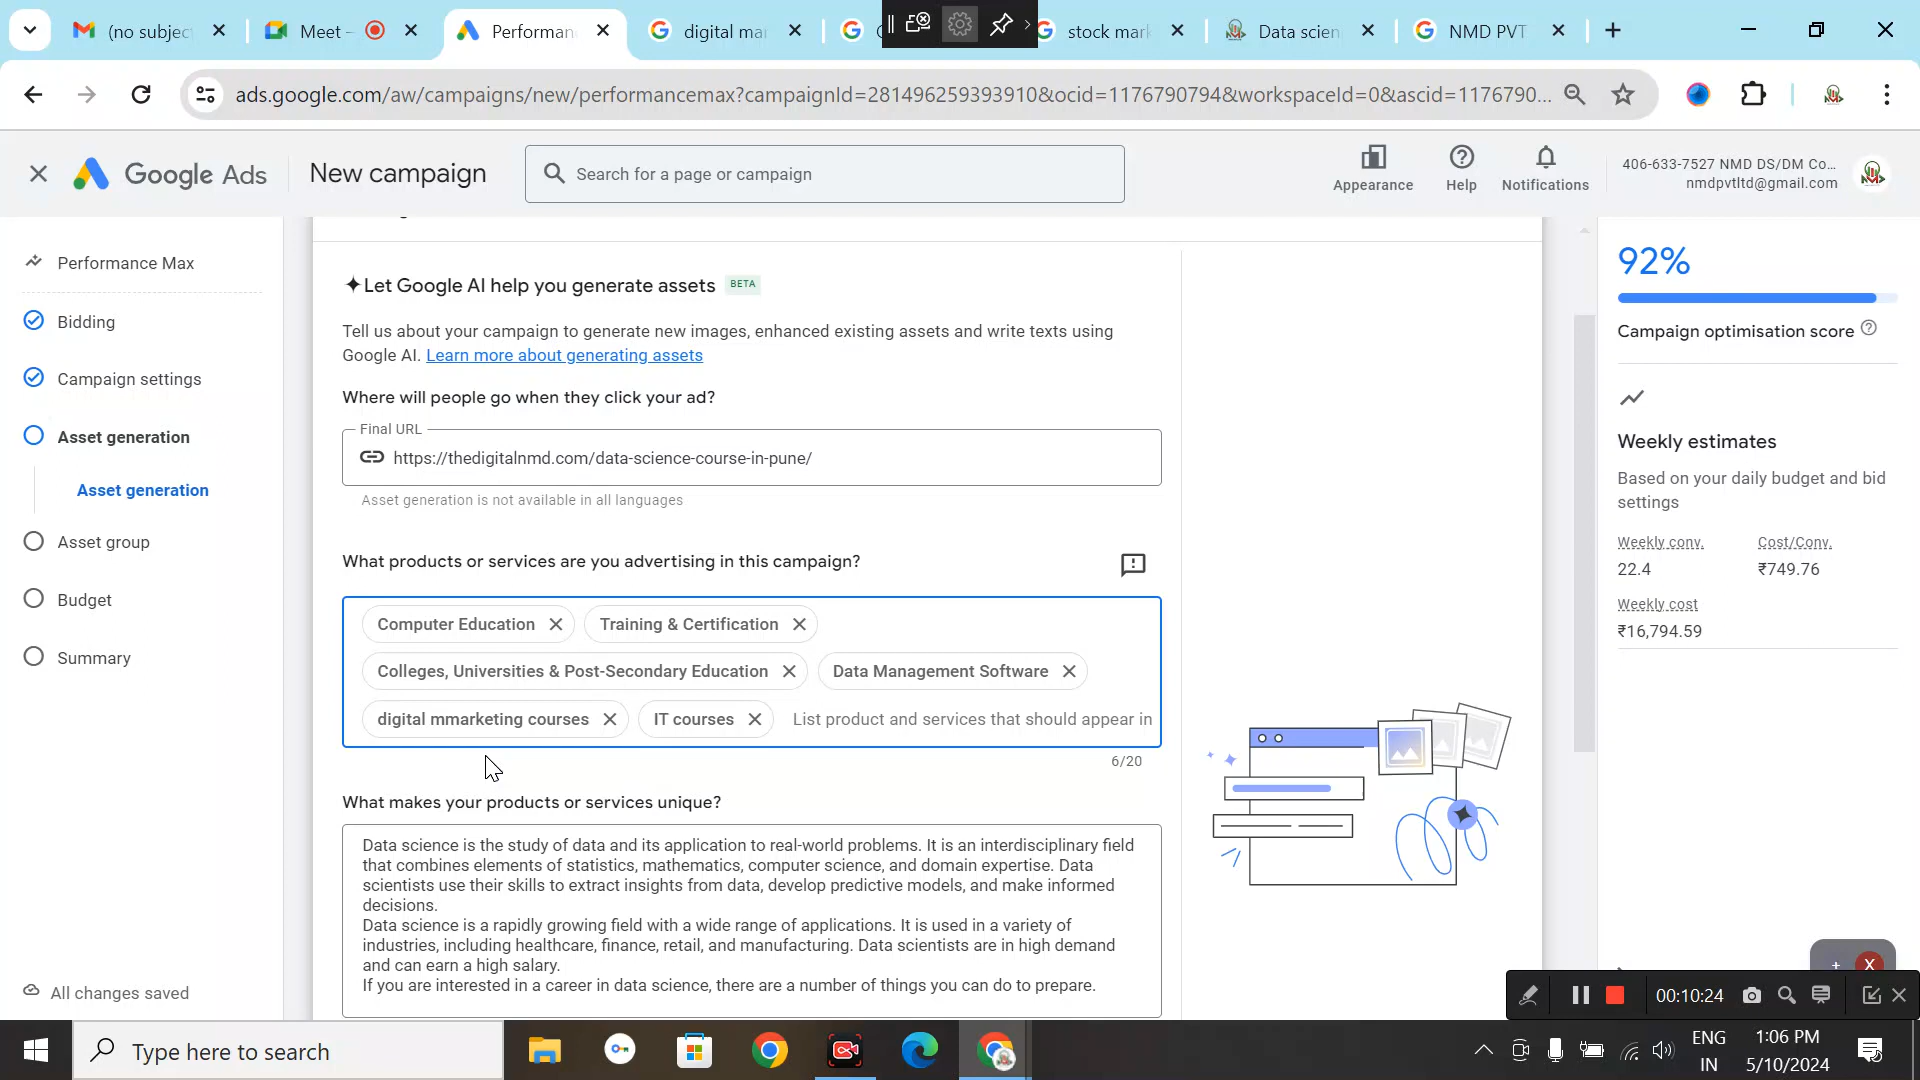 (no subjec
Meet -
Performan
digital mar
stock mark
Data scien
NMD PVT
ads.google.com/aw/campaigns/new/performancemax?campaignId=281496259393910&ocid=1176790794&workspaceId=0&ascid=1176790...
Google Ads
New campaign
Search for a page or campaign
Appearance
Help
Notifications
406-633-7527 NMD DS/DM Co...
nmdpvtltd@gmail.com
Performance Max
Bidding
Campaign settings
Asset generation
Asset generation
Asset group
Budget
Summary
All changes saved
Let Google AI help you generate assets BETA
Tell us about your campaign to generate new images, enhanced existing assets and write texts using
Google AI. Learn more about generating assets
Where will people go when they click your ad?
Final URL
https://thedigitalnmd.com/data-science-course-in-pune/
Asset generation is not available in all languages
What products or services are you advertising in this campaign?
Computer Education
Training & Certification
Colleges, Universities & Post-Secondary Education
Data Management Software
digital mmarketing courses
IT courses
List product and services that should appear in
6/20
What makes your products or services unique?
Data science is the study of data and its application to real-world problems. It is an interdisciplinary field
that combines elements of statistics, mathematics, computer science, and domain expertise. Data
scientists use their skills to extract insights from data, develop predictive models, and make informed
decisions.
Data science is a rapidly growing field with a wide range of applications. It is used in a variety of
industries, including healthcare, finance, retail, and manufacturing. Data scientists are in high demand
and can earn a high salary.
If you are interested in a career in data science, there are a number of things you can do to prepare.
92%
Campaign optimisation score
Weekly estimates
Based on your daily budget and bid
settings
Weekly conv.
Cost/Conv.
22.4
₹749.76
Weekly cost
₹16,794.59
00:10:24
Type here to search
ENG
IN
1:06 PM
5/10/2024